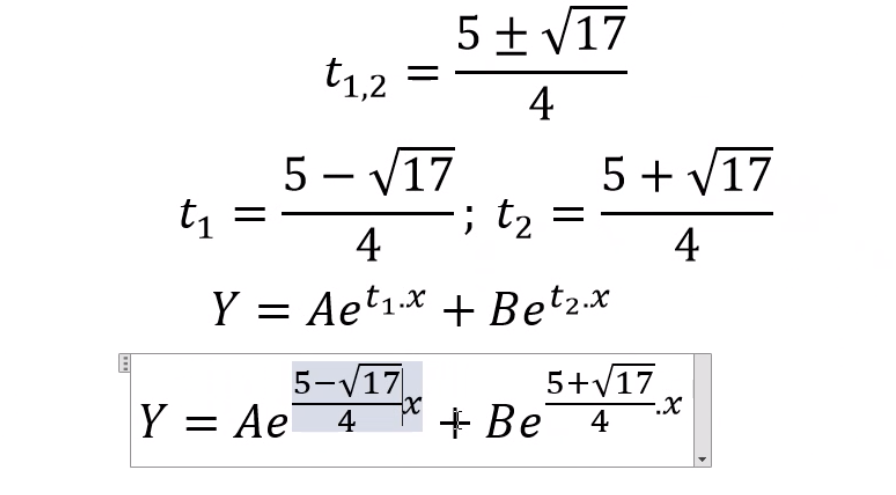 t₁,₂ = (5 ± √17)/4
t₁ = (5 − √17)/4 ; t₂ = (5 + √17)/4
Y = Ae^(t₁.x) + Be^(t₂.x)
Y = Ae^((5−√17)/4 x) + Be^((5+√17)/4 .x)